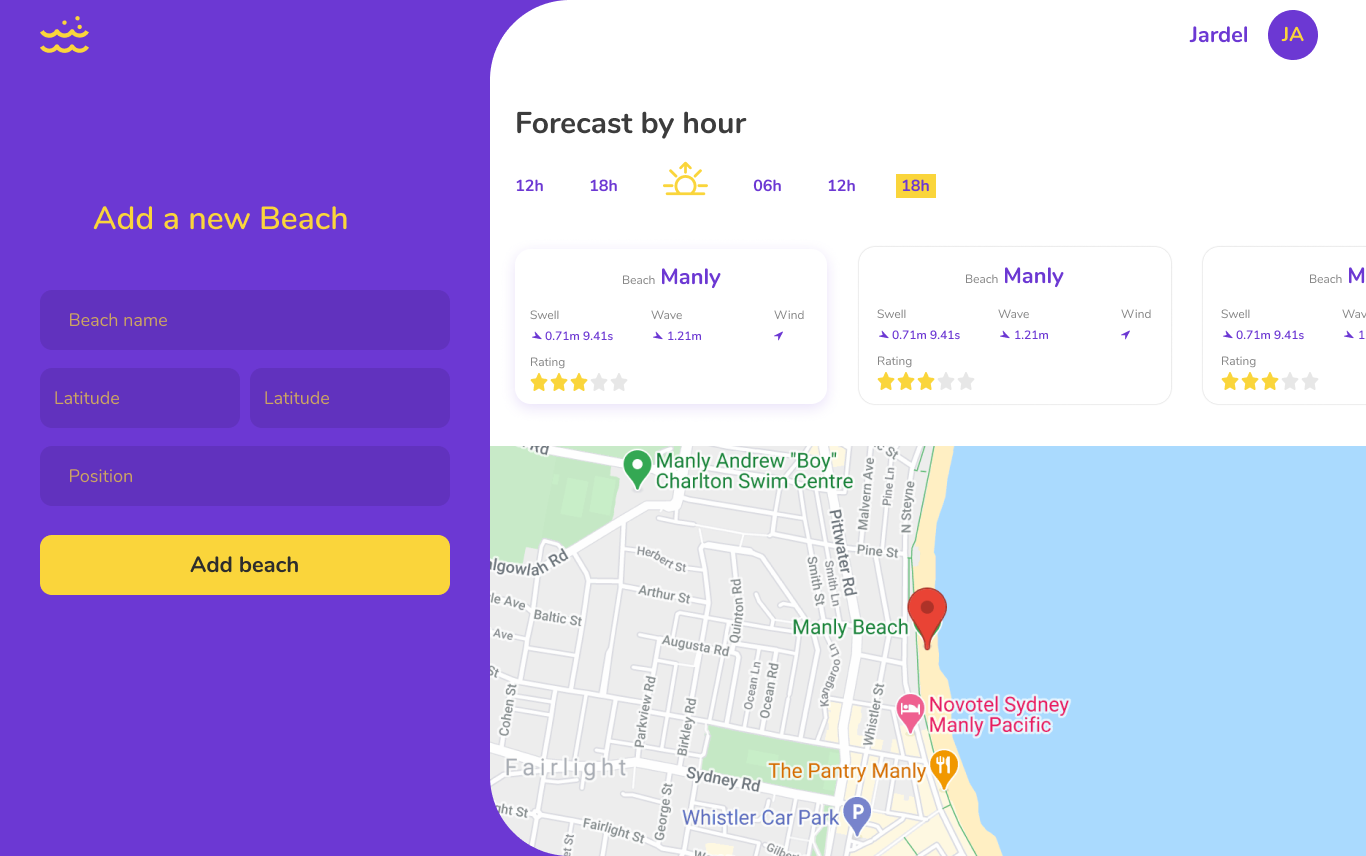 Jardel JA
Forecast by hour
12h 18h 06h 12h 18h
Add a new Beach
Beach name
Latitude Latitude
Position
Add beach
Beach Manly
Swell Wave Wind
0.71m 9.41s 1.21m
Rating
Beach Manly
Swell Wave Wind
0.71m 9.41s 1.21m
Rating
Beach M
Swell Wav
0.71m 9.41s 1
Rating
Rd
Manly Andrew "Boy"
Charlton Swim Centre
Malvern Ave
Pine Ln
N Steyne
Pittwater Rd
Pine St
algowlah Rd
Herbert St
Smith St
Smith Ln
Arthur St
Quinton Rd
le Ave
Baltic St
Manly Beach
Ave
Augusta Rd
Kangaroo Ln
Ocean Ln
Ocean Rd
Cohen St
Parkview Rd
Birkley Rd
Whistler St
Novotel Sydney
Manly Pacific
Fairlight
Sydney Rd
The Pantry Manly
George St
Whistler Car Park
P
ght St
Fairlight St
et St
Gilber